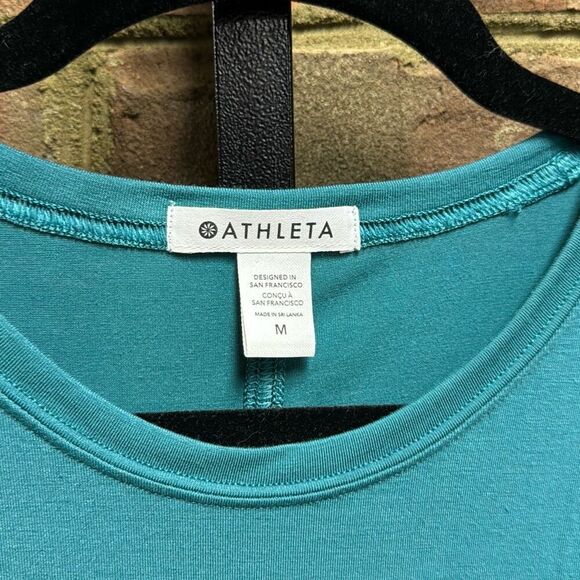 ATHLETA
DESIGNED IN
SAN FRANCISCO
CONÇU À
SAN FRANCISCO
MADE IN SRI LANKA
M